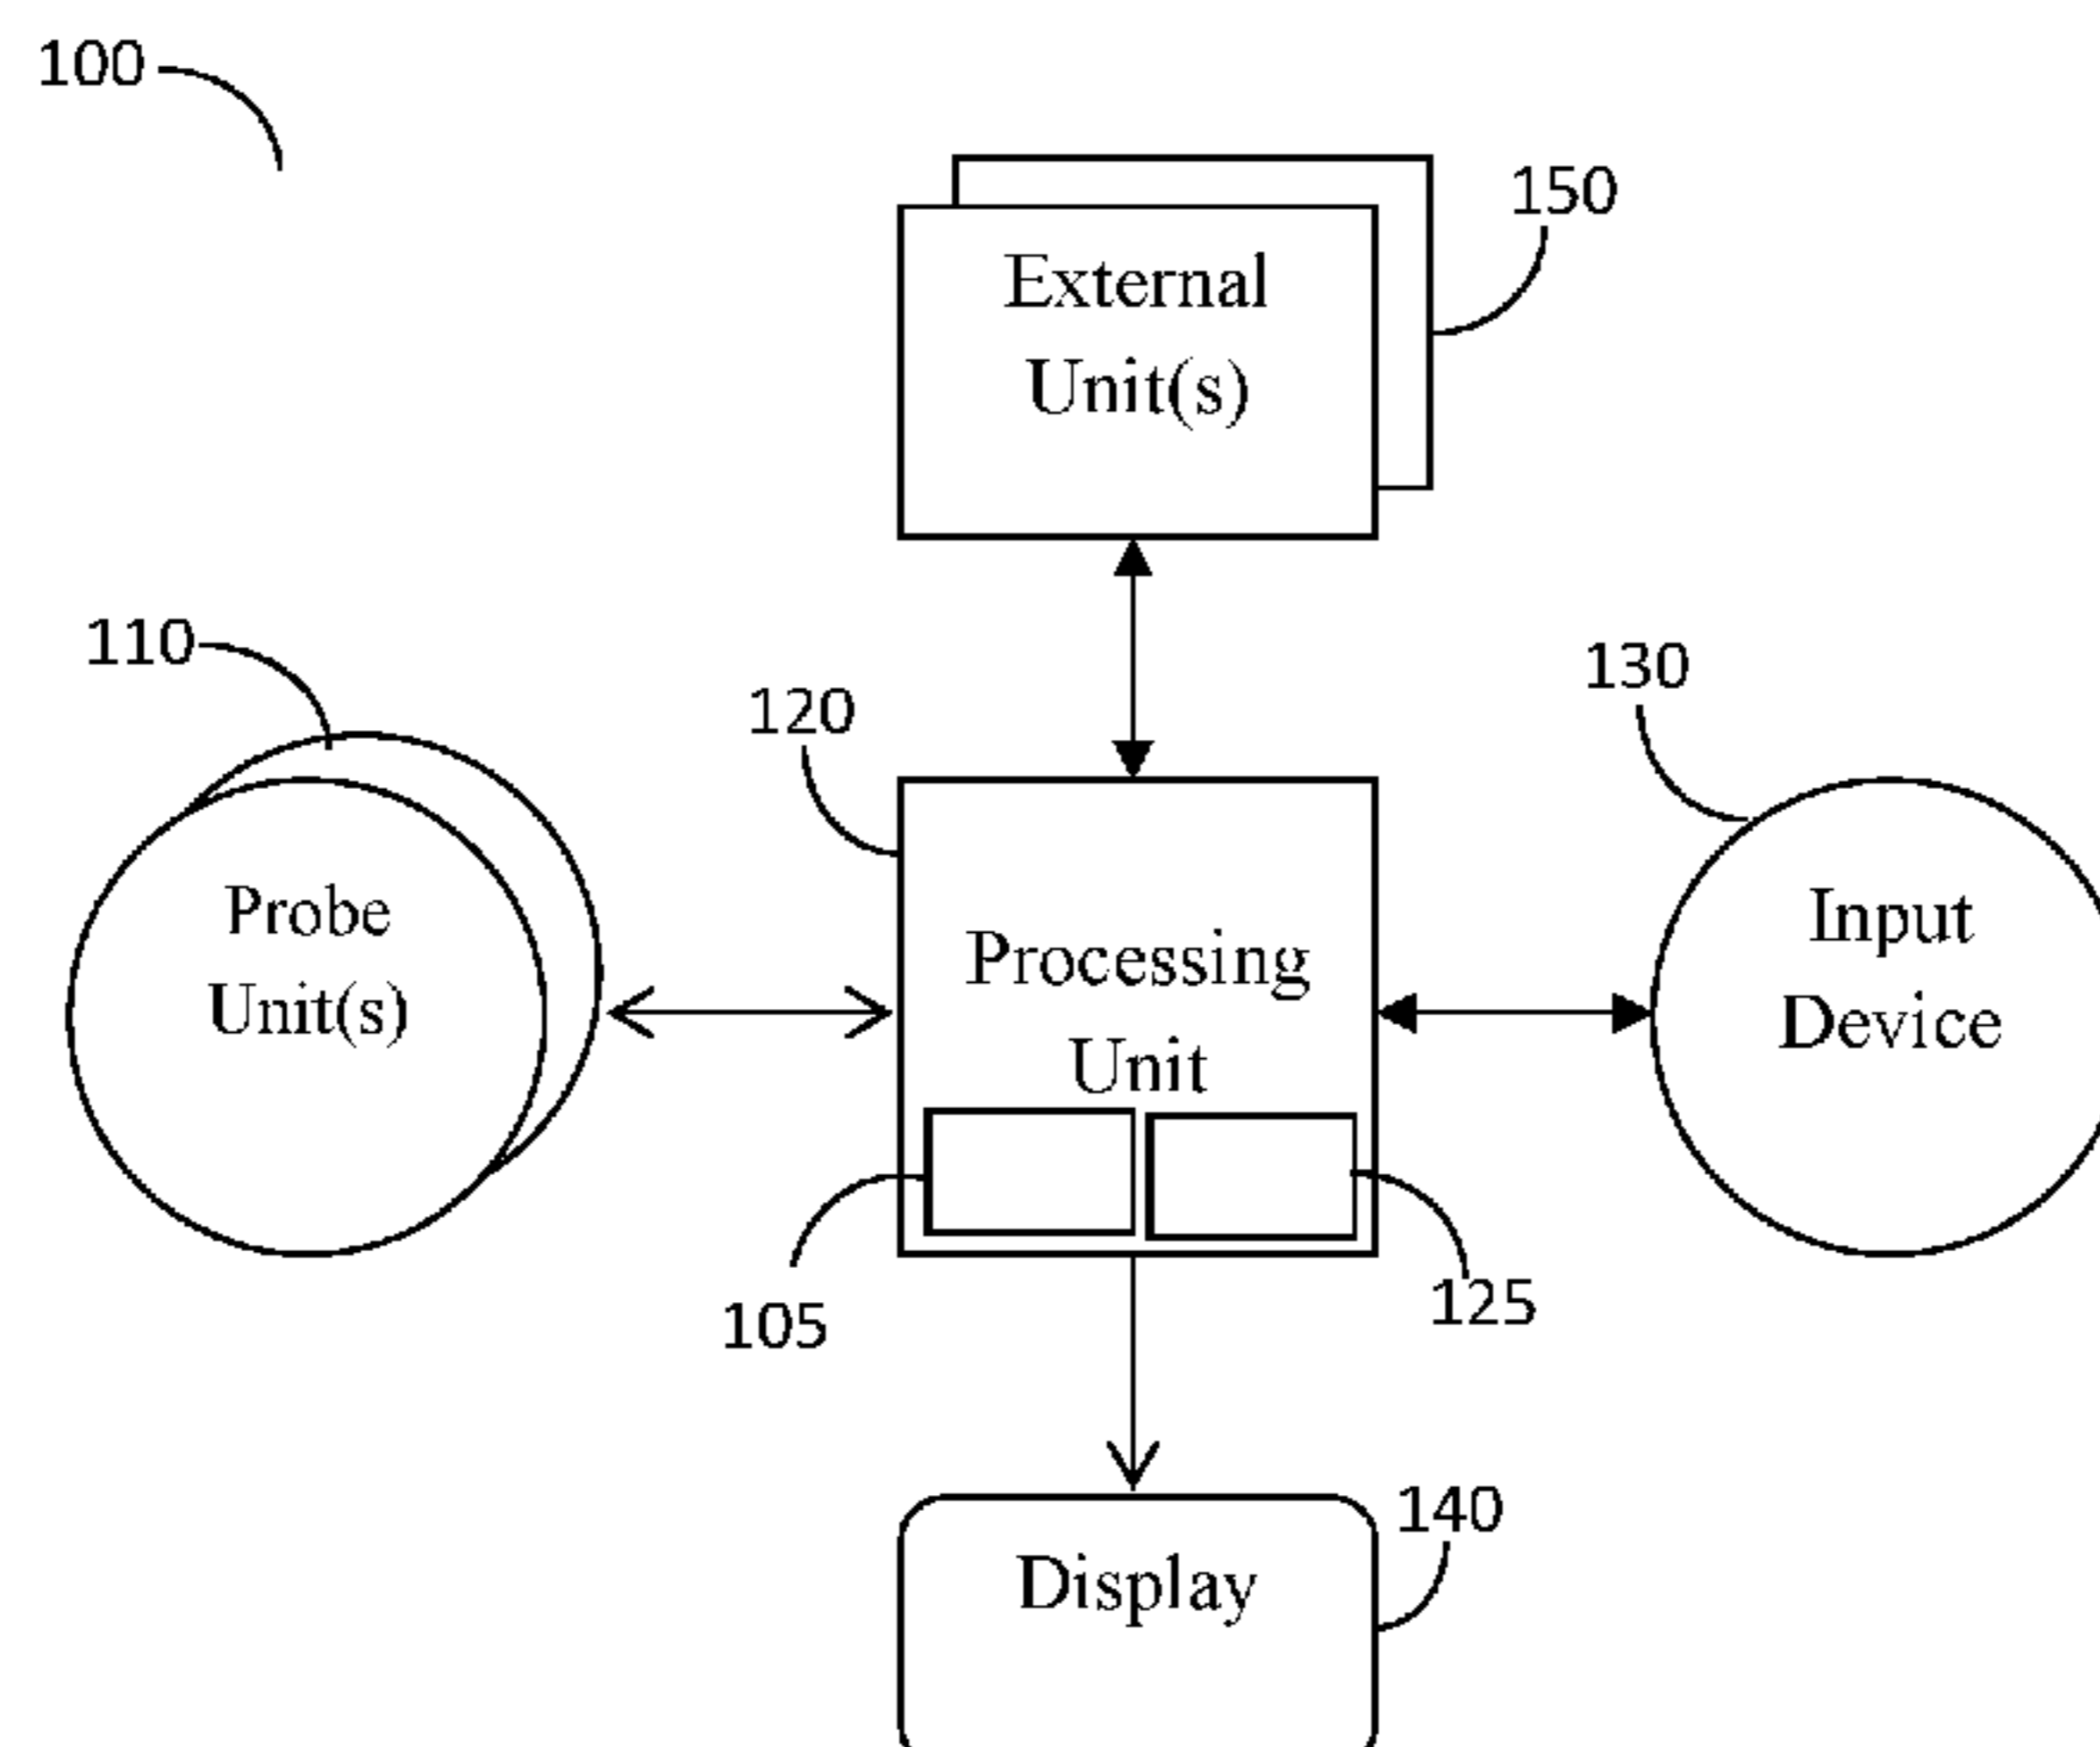 100
150
External
Unit(s)
110
120
130
Probe
Unit(s)
Processing
Unit
Input
Device
105
125
140
Display